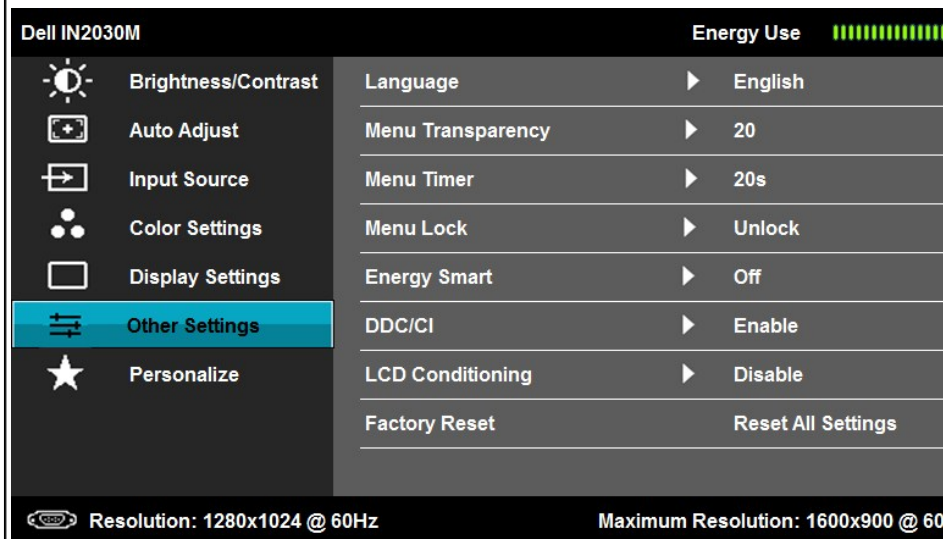 Dell IN2030M Energy Use
Brightness/Contrast
Auto Adjust
Input Source
Color Settings
Display Settings
Other Settings
Personalize
Language English
Menu Transparency 20
Menu Timer 20s
Menu Lock Unlock
Energy Smart Off
DDC/CI Enable
LCD Conditioning Disable
Factory Reset Reset All Settings
Resolution: 1280x1024 @ 60Hz Maximum Resolution: 1600x900 @ 60